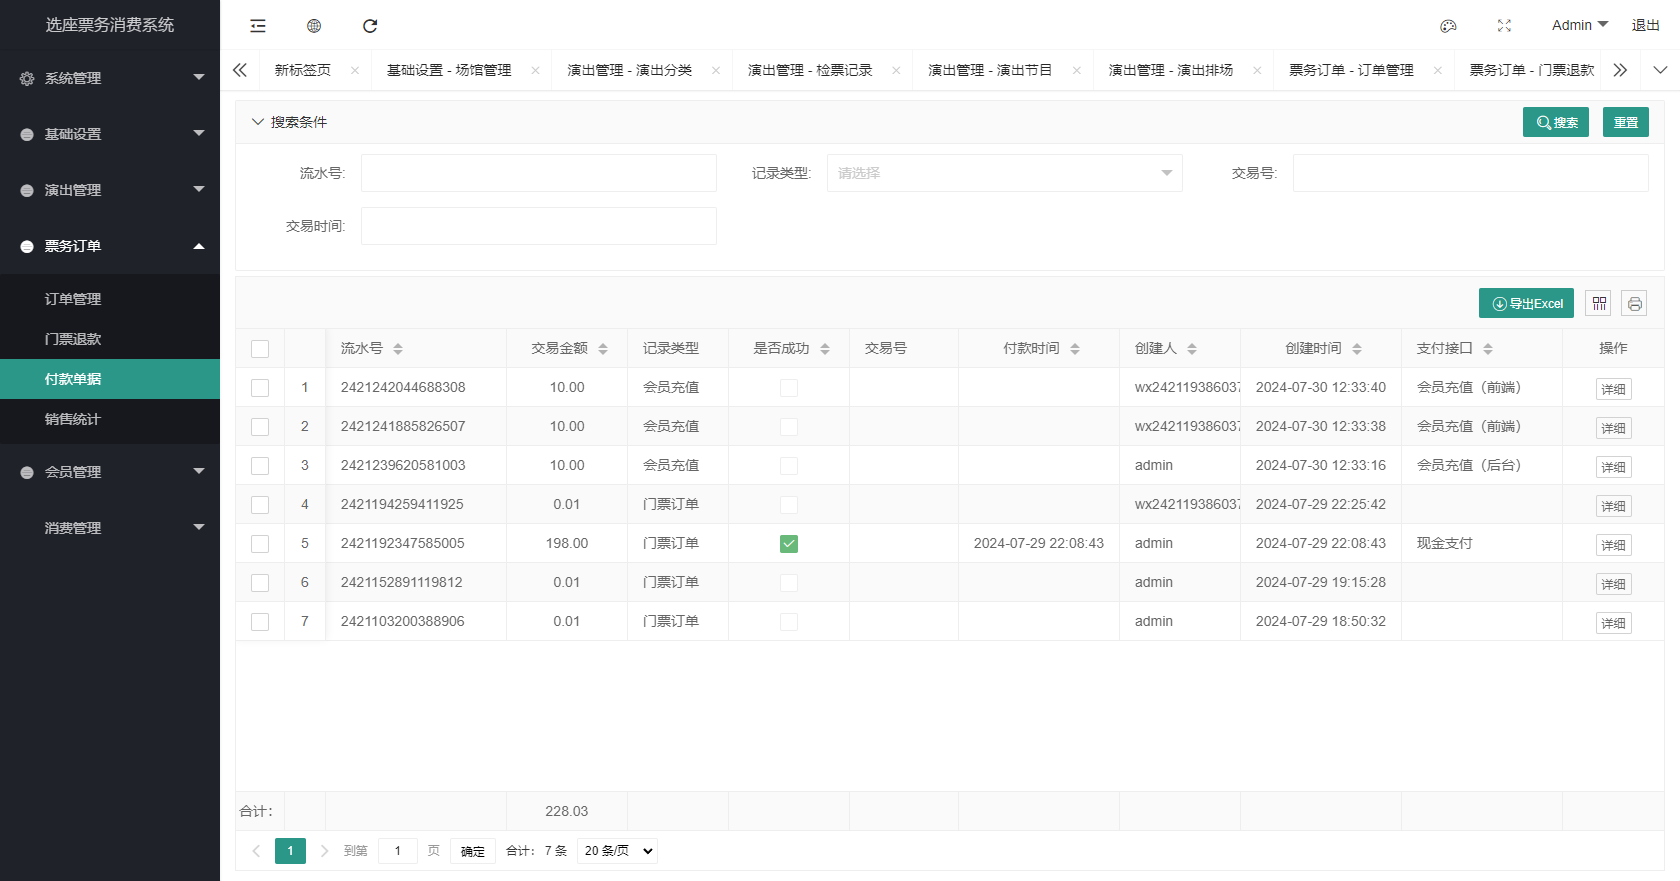 选座票务消费系统
Admin 退出
新标签页 基础设置 - 场馆管理 演出管理 - 演出分类 演出管理 - 检票记录 演出管理 - 演出节目 演出管理 - 演出排场 票务订单 - 订单管理 票务订单 - 门票退款
系统管理
基础设置
演出管理
票务订单
订单管理
门票退款
付款单据
销售统计
会员管理
消费管理
搜索条件 搜索 重置
流水号: 记录类型: 请选择 交易号:
交易时间:
导出Excel
流水号 交易金额 记录类型 是否成功 交易号 付款时间 创建人 创建时间 支付接口 操作
1 2421242044688308 10.00 会员充值 wx242119386037 2024-07-30 12:33:40 会员充值（前端） 详细
2 2421241885826507 10.00 会员充值 wx242119386037 2024-07-30 12:33:38 会员充值（前端） 详细
3 2421239620581003 10.00 会员充值 admin 2024-07-30 12:33:16 会员充值（后台） 详细
4 2421194259411925 0.01 门票订单 wx242119386037 2024-07-29 22:25:42 详细
5 2421192347585005 198.00 门票订单 2024-07-29 22:08:43 admin 2024-07-29 22:08:43 现金支付 详细
6 2421152891119812 0.01 门票订单 admin 2024-07-29 19:15:28 详细
7 2421103200388906 0.01 门票订单 admin 2024-07-29 18:50:32 详细
合计： 228.03
1 到第 1 页 确定 合计： 7 条 20 条/页